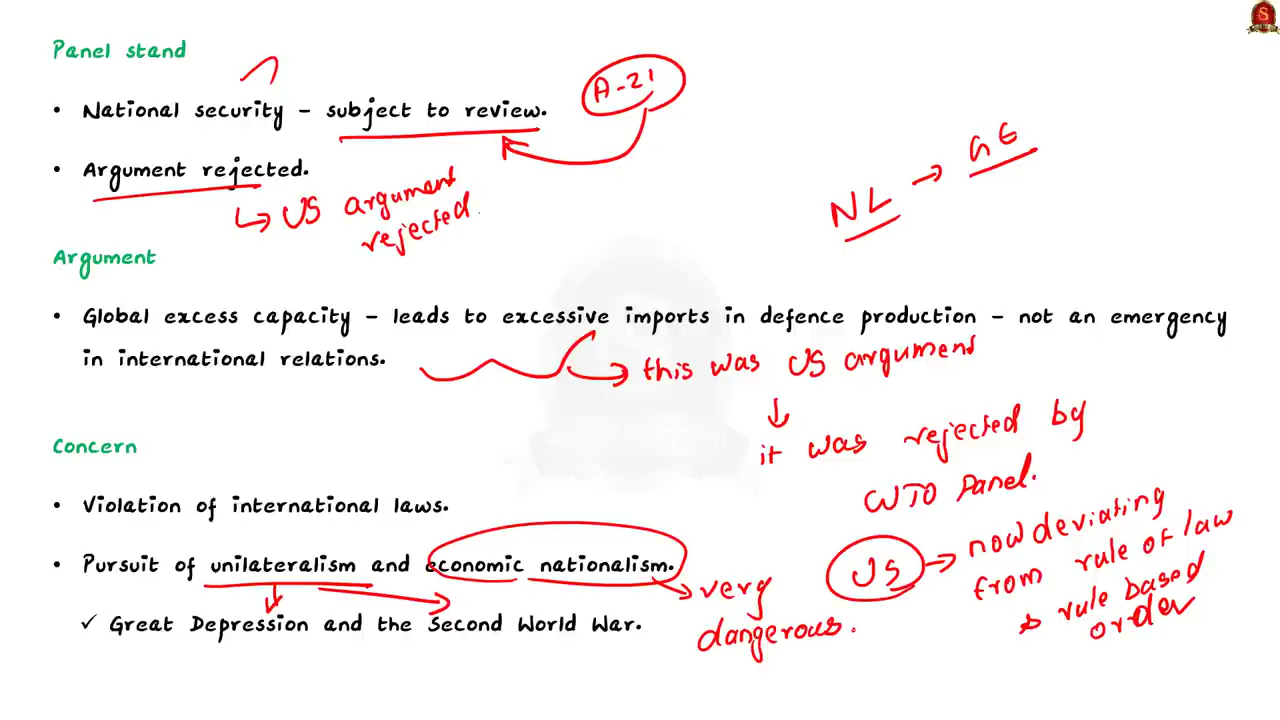 Panel stand
• National security – subject to review.
A-21
• Argument rejected.
↳ US argument
rejected.
NL → GE
Argument
• Global excess capacity – leads to excessive imports in defence production – not an emergency
in international relations.
→ this was US argument
↓
it was rejected by
WTO Panel.
Concern
• Violation of international laws.
• Pursuit of unilateralism and economic nationalism.
→ very
dangerous.
✓ Great Depression and the Second World War.
US → now deviating
from rule of law
& rule based
order
S